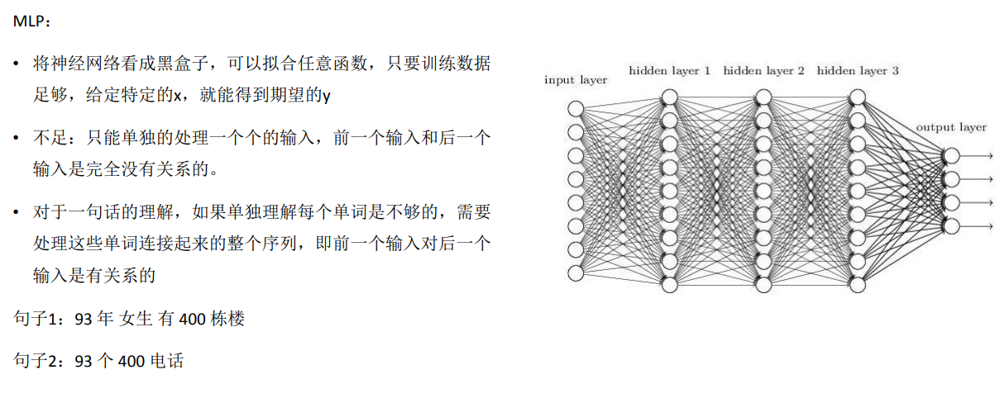 MLP：
• 将神经网络看成黑盒子，可以拟合任意函数，只要训练数据
足够，给定特定的x，就能得到期望的y
• 不足：只能单独的处理一个个的输入，前一个输入和后一个
输入是完全没有关系的。
• 对于一句话的理解，如果单独理解每个单词是不够的，需要
处理这些单词连接起来的整个序列，即前一个输入对后一个
输入是有关系的
句子1：93 年 女生 有 400 栋楼
句子2：93 个 400 电话
input layer
hidden layer 1 hidden layer 2 hidden layer 3
output layer